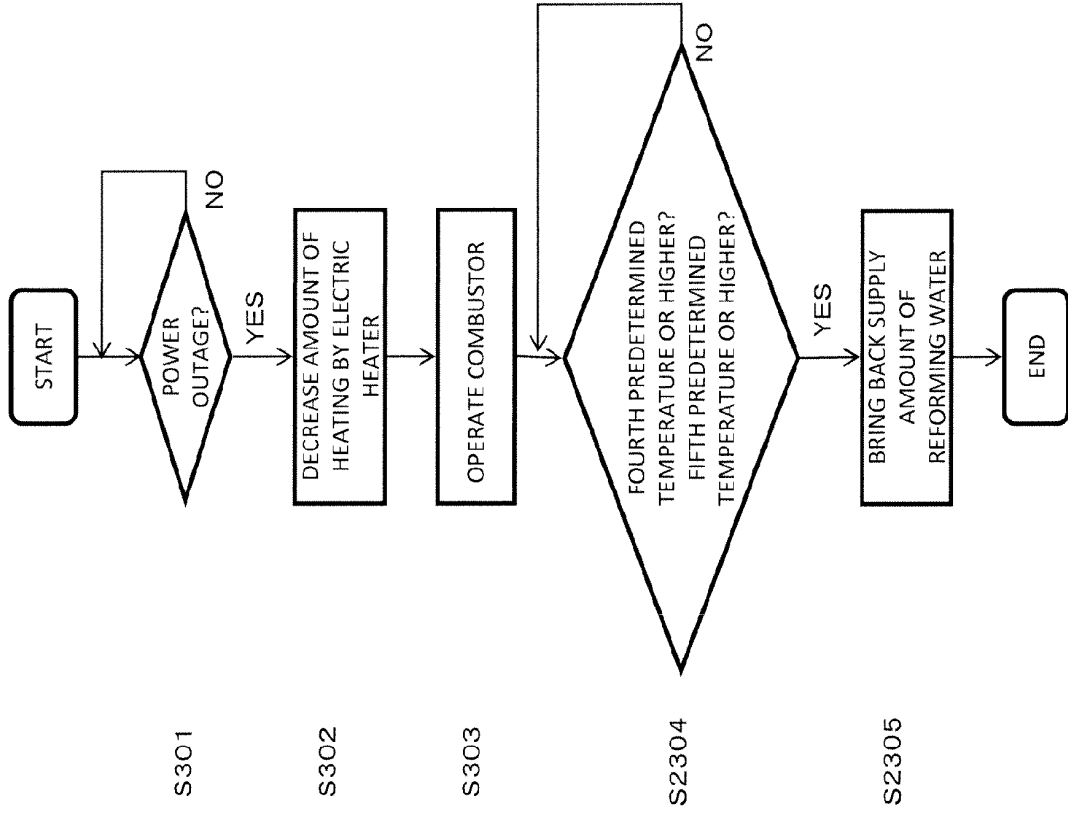 START
S301
POWER
OUTAGE?
NO
YES
S302
DECREASE AMOUNT OF
HEATING BY ELECTRIC
HEATER
S303
OPERATE COMBUSTOR
S2304
FOURTH PREDETERMINED
TEMPERATURE OR HIGHER?
FIFTH PREDETERMINED
TEMPERATURE OR HIGHER?
NO
YES
S2305
BRING BACK SUPPLY
AMOUNT OF
REFORMING WATER
END